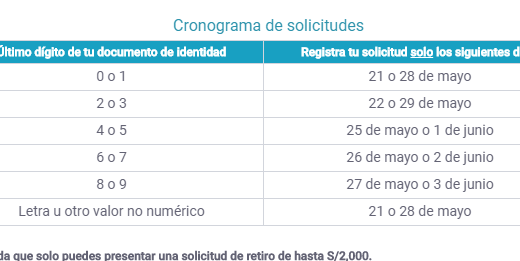 Cronograma de solicitudes
Último dígito de tu documento de identidad Registra tu solicitud solo los siguientes
0 o 1 21 o 28 de mayo
2 o 3 22 o 29 de mayo
4 o 5 25 de mayo o 1 de junio
6 o 7 26 de mayo o 2 de junio
8 o 9 27 de mayo o 3 de junio
Letra u otro valor no numérico 21 o 28 de mayo
que solo puedes presentar una solicitud de retiro de hasta S/2,000.